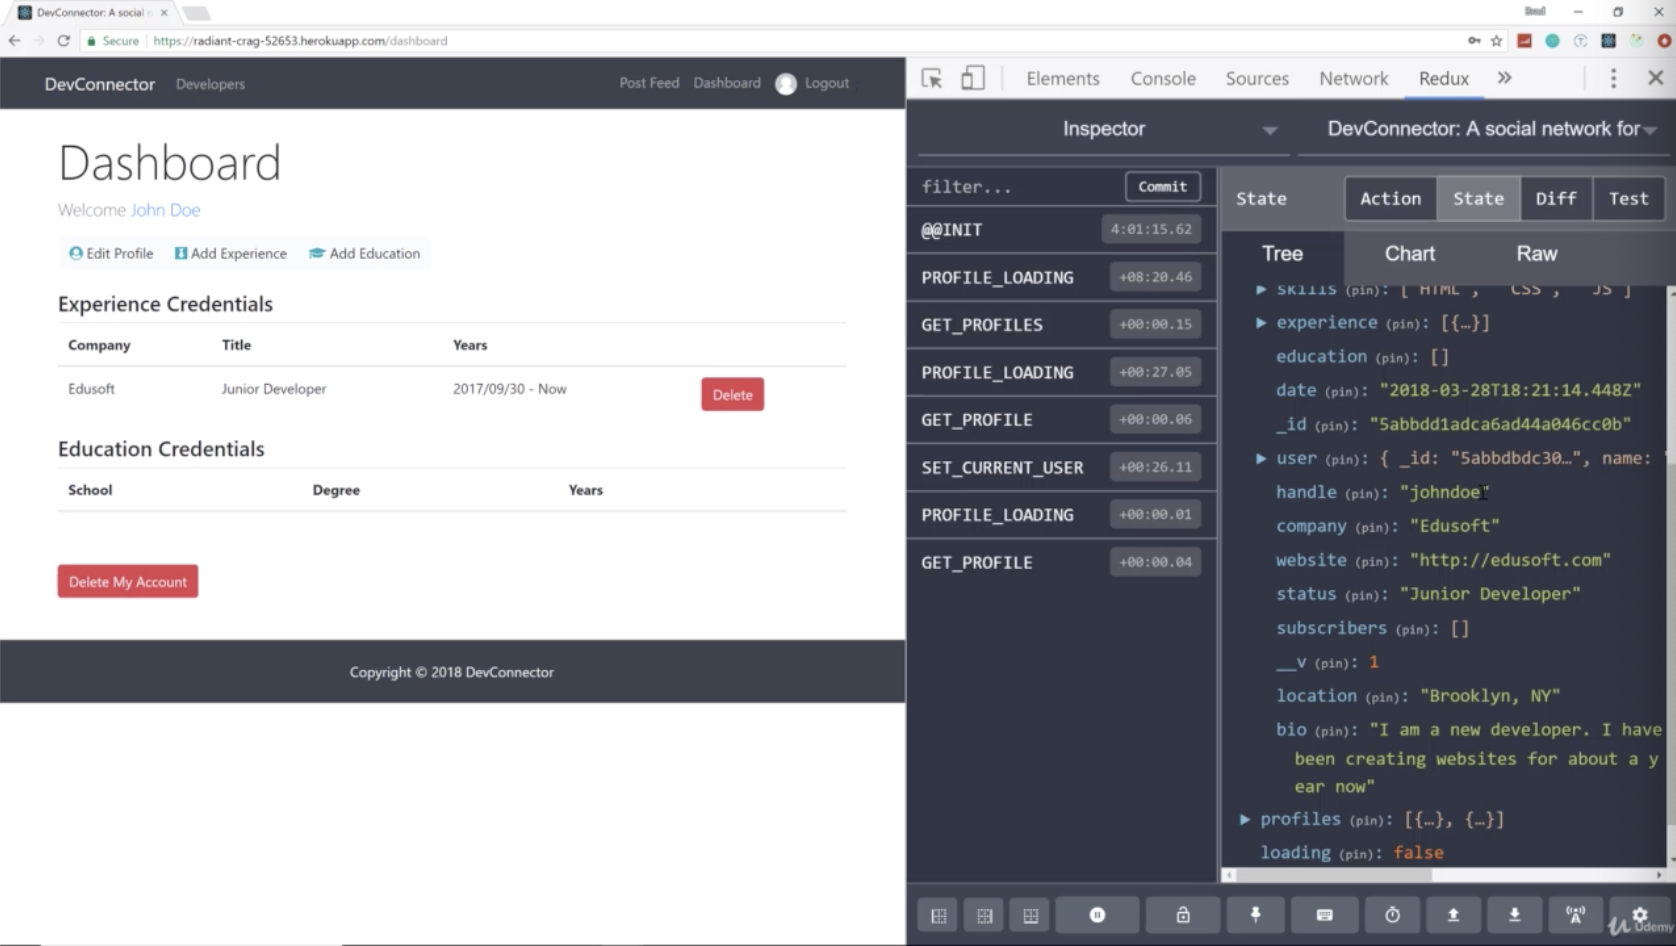 DevConnector: A social n
Secure https://radiant-crag-52653.herokuapp.com/dashboard
DevConnector Developers Post Feed Dashboard Logout
Dashboard
Welcome John Doe
Edit Profile Add Experience Add Education
Experience Credentials
Company Title Years
Edusoft Junior Developer 2017/09/30 - Now Delete
Education Credentials
School Degree Years
Delete My Account
Copyright © 2018 DevConnector
Elements Console Sources Network Redux »
Inspector DevConnector: A social network for
filter... Commit
@@INIT 4:01:15.62
PROFILE_LOADING +08:20.46
GET_PROFILES +00:00.15
PROFILE_LOADING +00:27.05
GET_PROFILE +00:00.06
SET_CURRENT_USER +00:26.11
PROFILE_LOADING +00:00.01
GET_PROFILE +00:00.04
State Action State Diff Test
Tree Chart Raw
skills (pin): ["HTML", "CSS", "JS"]
experience (pin): [{…}]
education (pin): []
date (pin): "2018-03-28T18:21:14.448Z"
_id (pin): "5abbdd1adca6ad44a046cc0b"
user (pin): { _id: "5abbdbdc30…", name: "
handle (pin): "johndoe"
company (pin): "Edusoft"
website (pin): "http://edusoft.com"
status (pin): "Junior Developer"
subscribers (pin): []
__v (pin): 1
location (pin): "Brooklyn, NY"
bio (pin): "I am a new developer. I have
been creating websites for about a y
ear now"
profiles (pin): [{…}, {…}]
loading (pin): false
Udemy